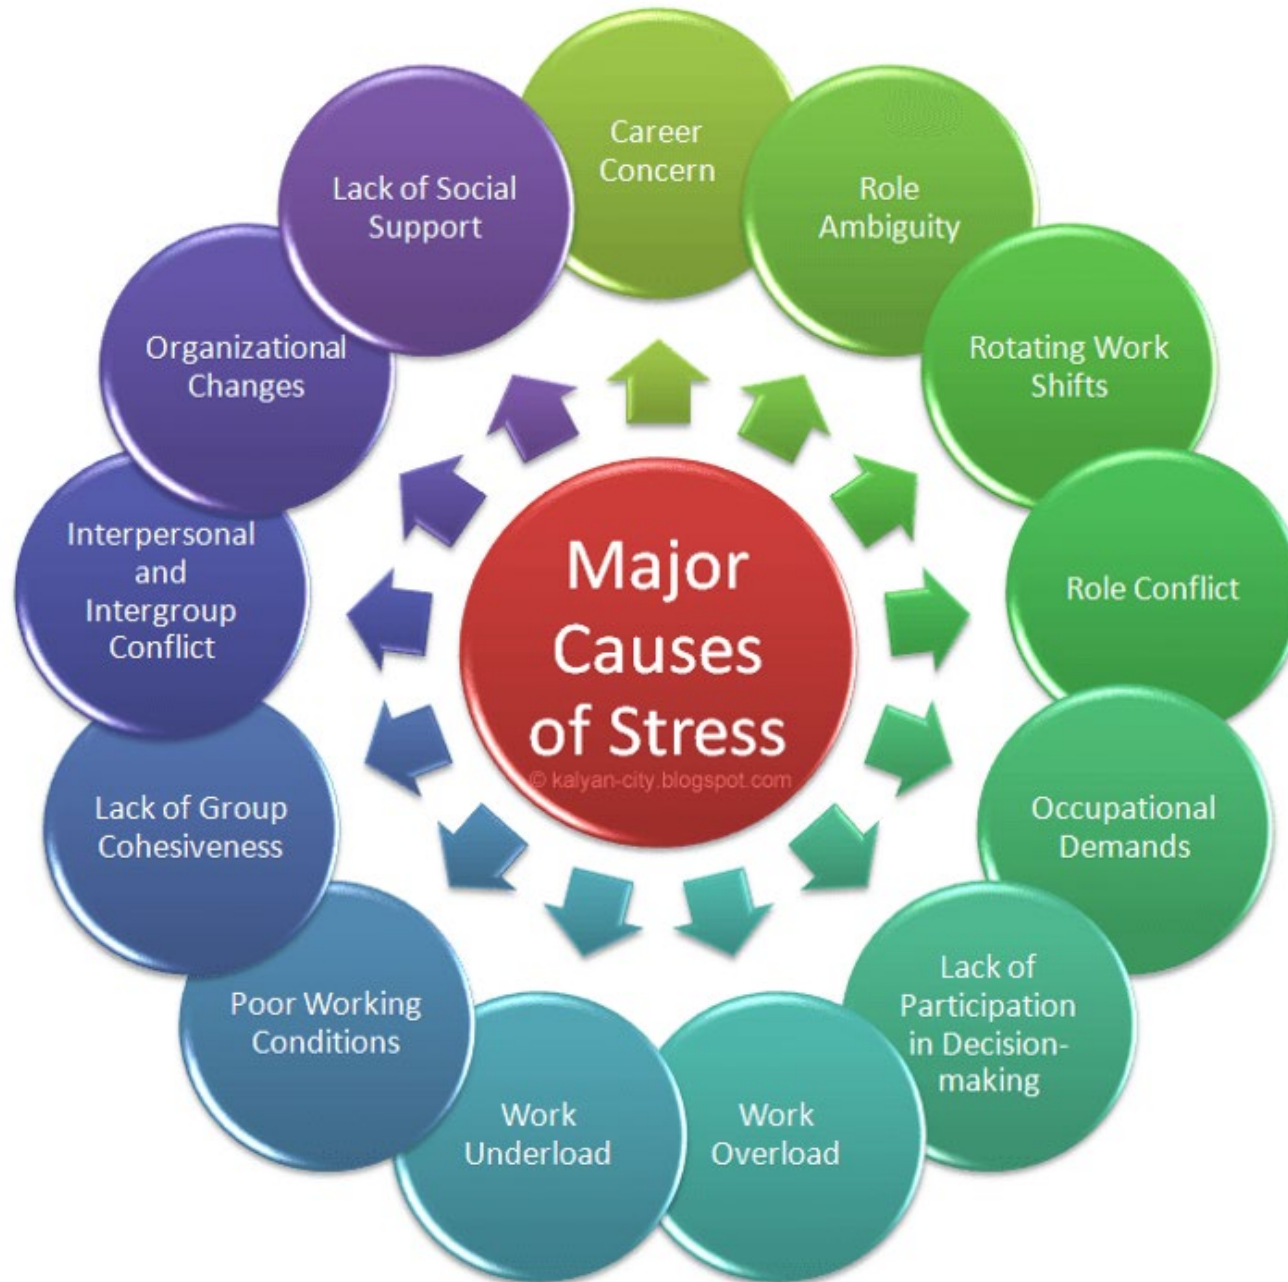 Career
Concern
Role
Ambiguity
Rotating Work
Shifts
Role Conflict
Occupational
Demands
Lack of
Participation
in Decision-
making
Work
Overload
Work
Underload
Poor Working
Conditions
Lack of Group
Cohesiveness
Interpersonal
and
Intergroup
Conflict
Organizational
Changes
Lack of Social
Support
Major
Causes
of Stress
© kalyan-city.blogspot.com